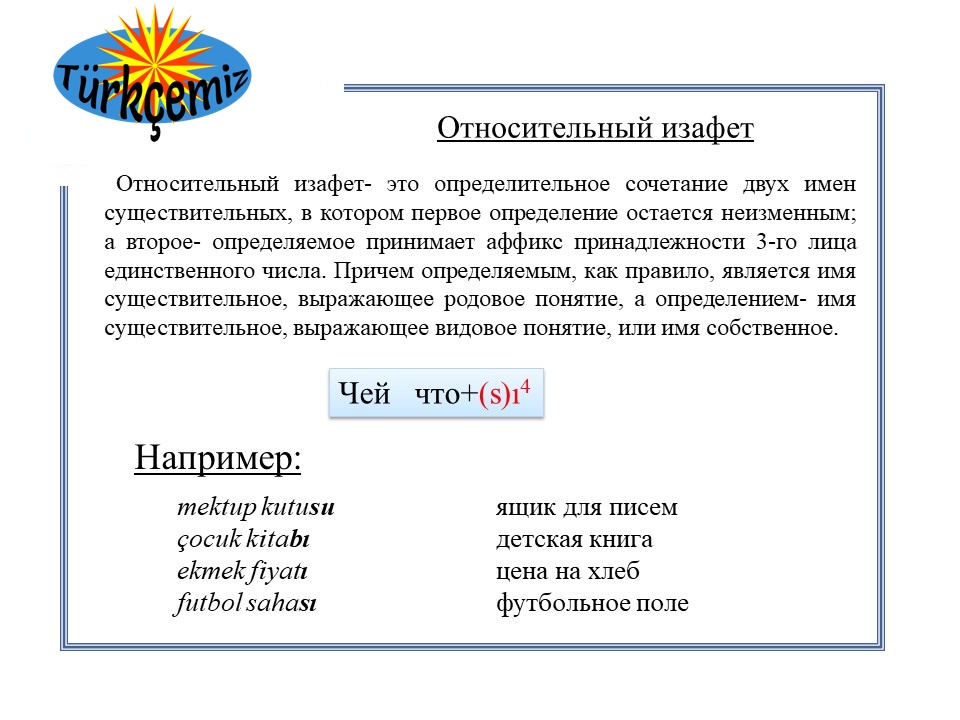 Türkçemiz
Относительный изафет
Относительный изафет- это определительное сочетание двух имен
существительных, в котором первое определение остается неизменным;
а второе- определяемое принимает аффикс принадлежности 3-го лица
единственного числа. Причем определяемым, как правило, является имя
существительное, выражающее родовое понятие, а определением- имя
существительное, выражающее видовое понятие, или имя собственное.
Чей что+(s)ı⁴
Например:
mektup kutusu ящик для писем
çocuk kitabı детская книга
ekmek fiyatı цена на хлеб
futbol sahası футбольное поле